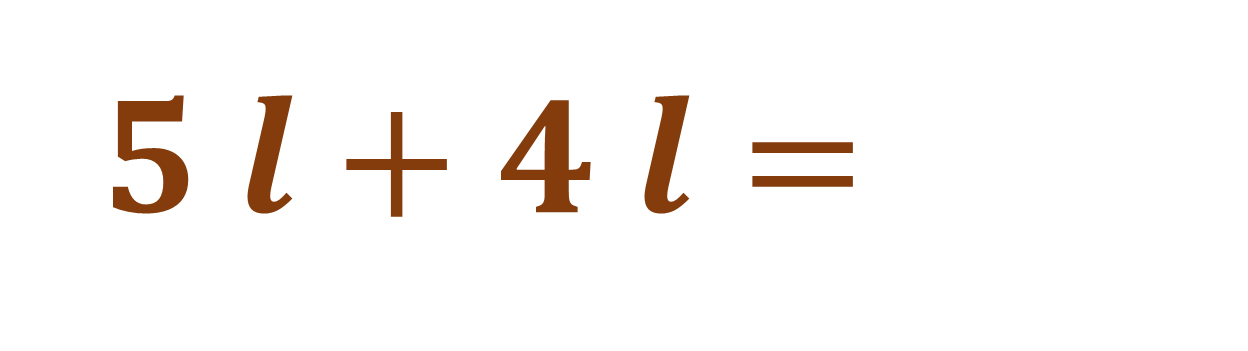 5 l + 4 l =